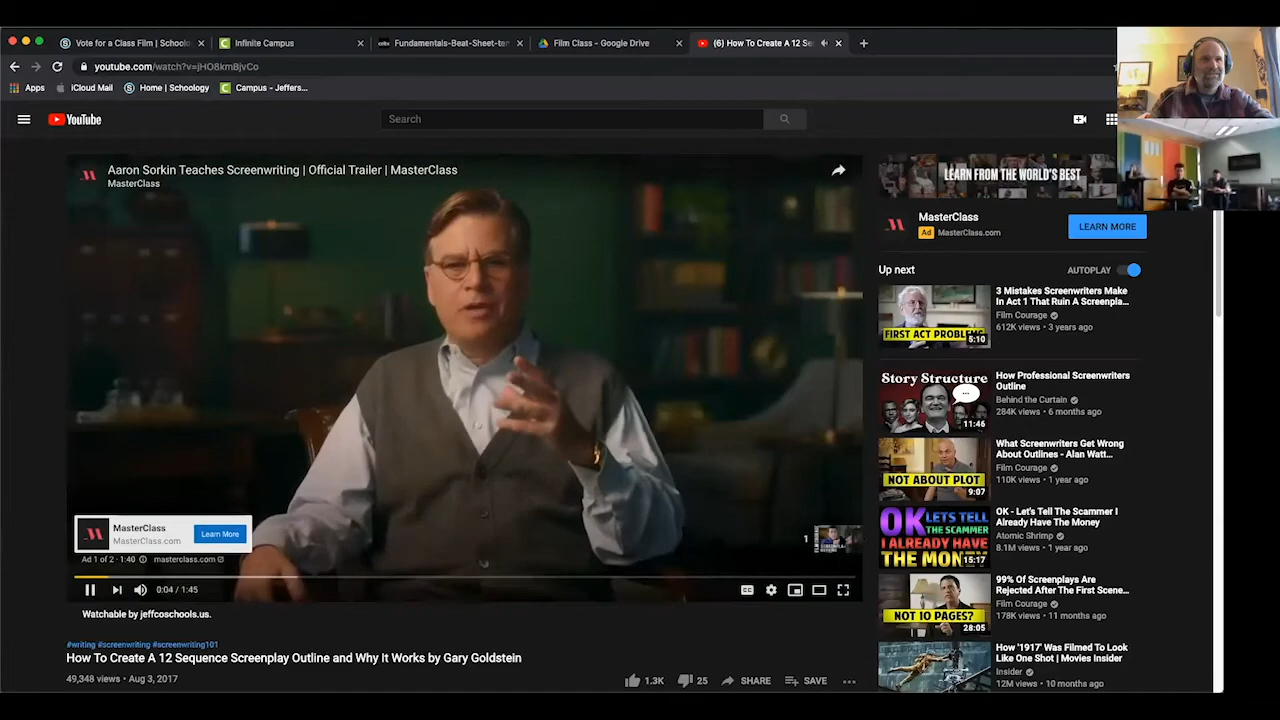 Vote for a Class Film | Schoolo
Infinite Campus
Fundamentals-Beat-Sheet-ter
Film Class - Google Drive
(6) How To Create A 12 Se
youtube.com/watch?v=jHO8kmBjvCo
Apps
iCloud Mail
Home | Schoology
Campus - Jeffers...
YouTube
Search
Aaron Sorkin Teaches Screenwriting | Official Trailer | MasterClass
MasterClass
LEARN FROM THE WORLD'S BEST
MasterClass
Ad MasterClass.com
LEARN MORE
Up next
AUTOPLAY
FIRST ACT PROBLEMS
5:10
3 Mistakes Screenwriters Make
In Act 1 That Ruin A Screenpla...
Film Courage
612K views • 3 years ago
Story Structure
11:46
How Professional Screenwriters
Outline
Behind the Curtain
284K views • 6 months ago
NOT ABOUT PLOT
9:07
What Screenwriters Get Wrong
About Outlines - Alan Watt...
Film Courage
110K views • 1 year ago
OK LETS TELL
THE SCAMMER
I ALREADY HAVE
THE MONEY
15:17
OK - Let's Tell The Scammer I
Already Have The Money
Atomic Shrimp
8.1M views • 1 year ago
NOT 10 PAGES?
28:05
99% Of Screenplays Are
Rejected After The First Scene...
Film Courage
178K views • 11 months ago
How '1917' Was Filmed To Look
Like One Shot | Movies Insider
Insider
12M views • 10 months ago
MasterClass
MasterClass.com
Learn More
Ad 1 of 2 · 1:40
masterclass.com
1
0:04 / 1:45
Watchable by jeffcoschools.us.
#writing #screenwriting #screenwriting101
How To Create A 12 Sequence Screenplay Outline and Why It Works by Gary Goldstein
49,348 views • Aug 3, 2017
1.3K
25
SHARE
SAVE